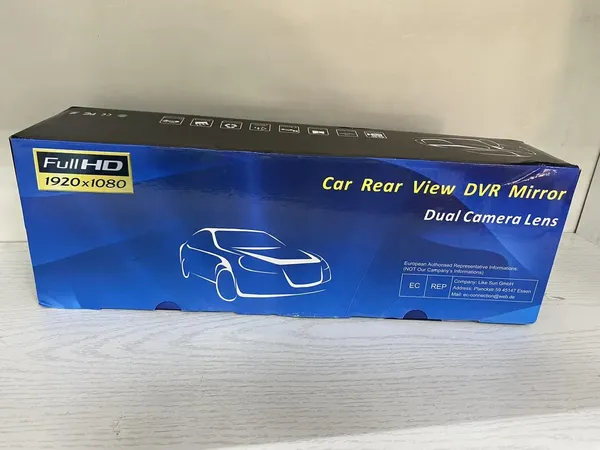 Full HD
1920x1080
Car Rear View DVR Mirror
Dual Camera Lens
European Authorised Representative Informations:
(NOT Our Company's Informations)
EC REP
Company: Like Sun GmbH
Address: Planckstr 59 45147 Essen
Mail: ec-connection@web.de